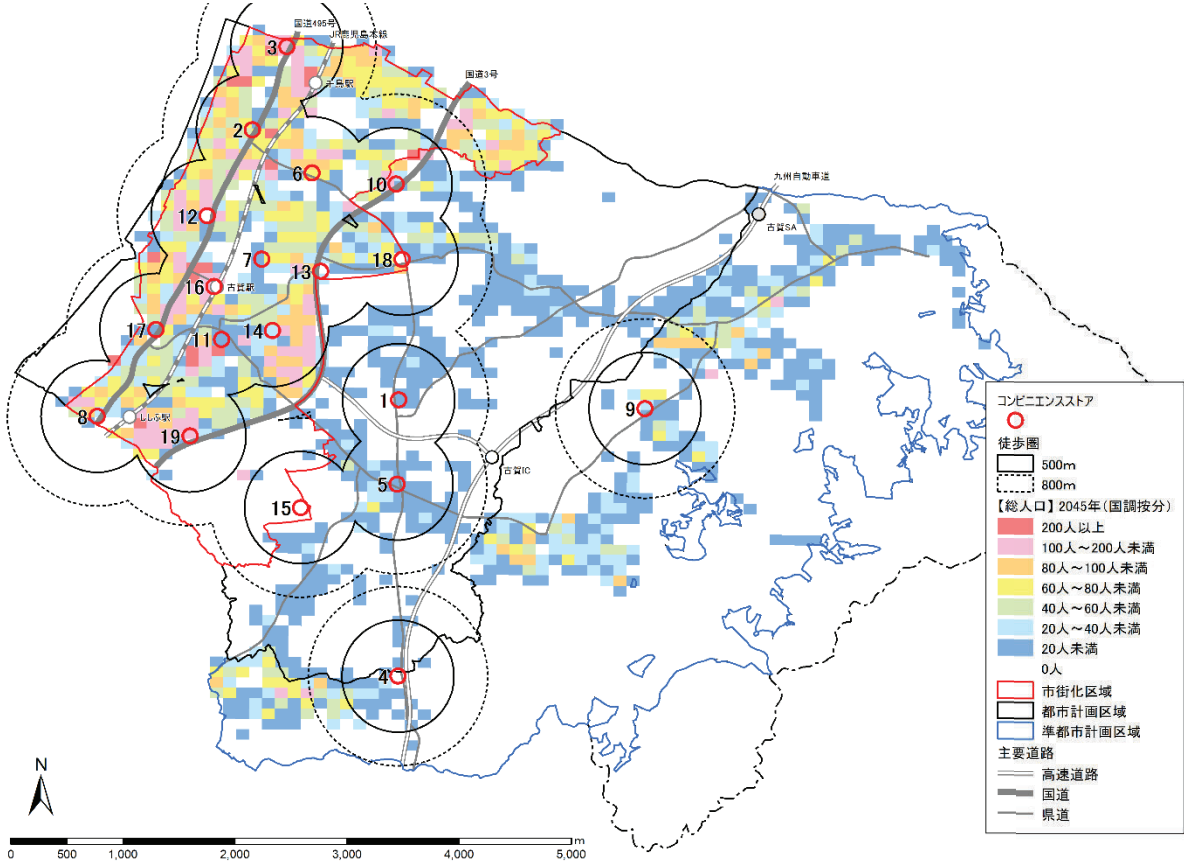 国道495号
JR鹿児島本線
3
千鳥駅
国道3号
2
6
10
九州自動車道
12
古賀SA
7
18
13
16
古賀駅
17
14
11
1
9
8
ししぶ駅
19
古賀IC
5
15
4
コンビニエンスストア
徒歩圏
500m
800m
【総人口】2045年(国調按分)
200人以上
100人～200人未満
80人～100人未満
60人～80人未満
40人～60人未満
20人～40人未満
20人未満
0人
市街化区域
都市計画区域
準都市計画区域
主要道路
高速道路
国道
県道
N
0 500 1,000 2,000 3,000 4,000 5,000 m